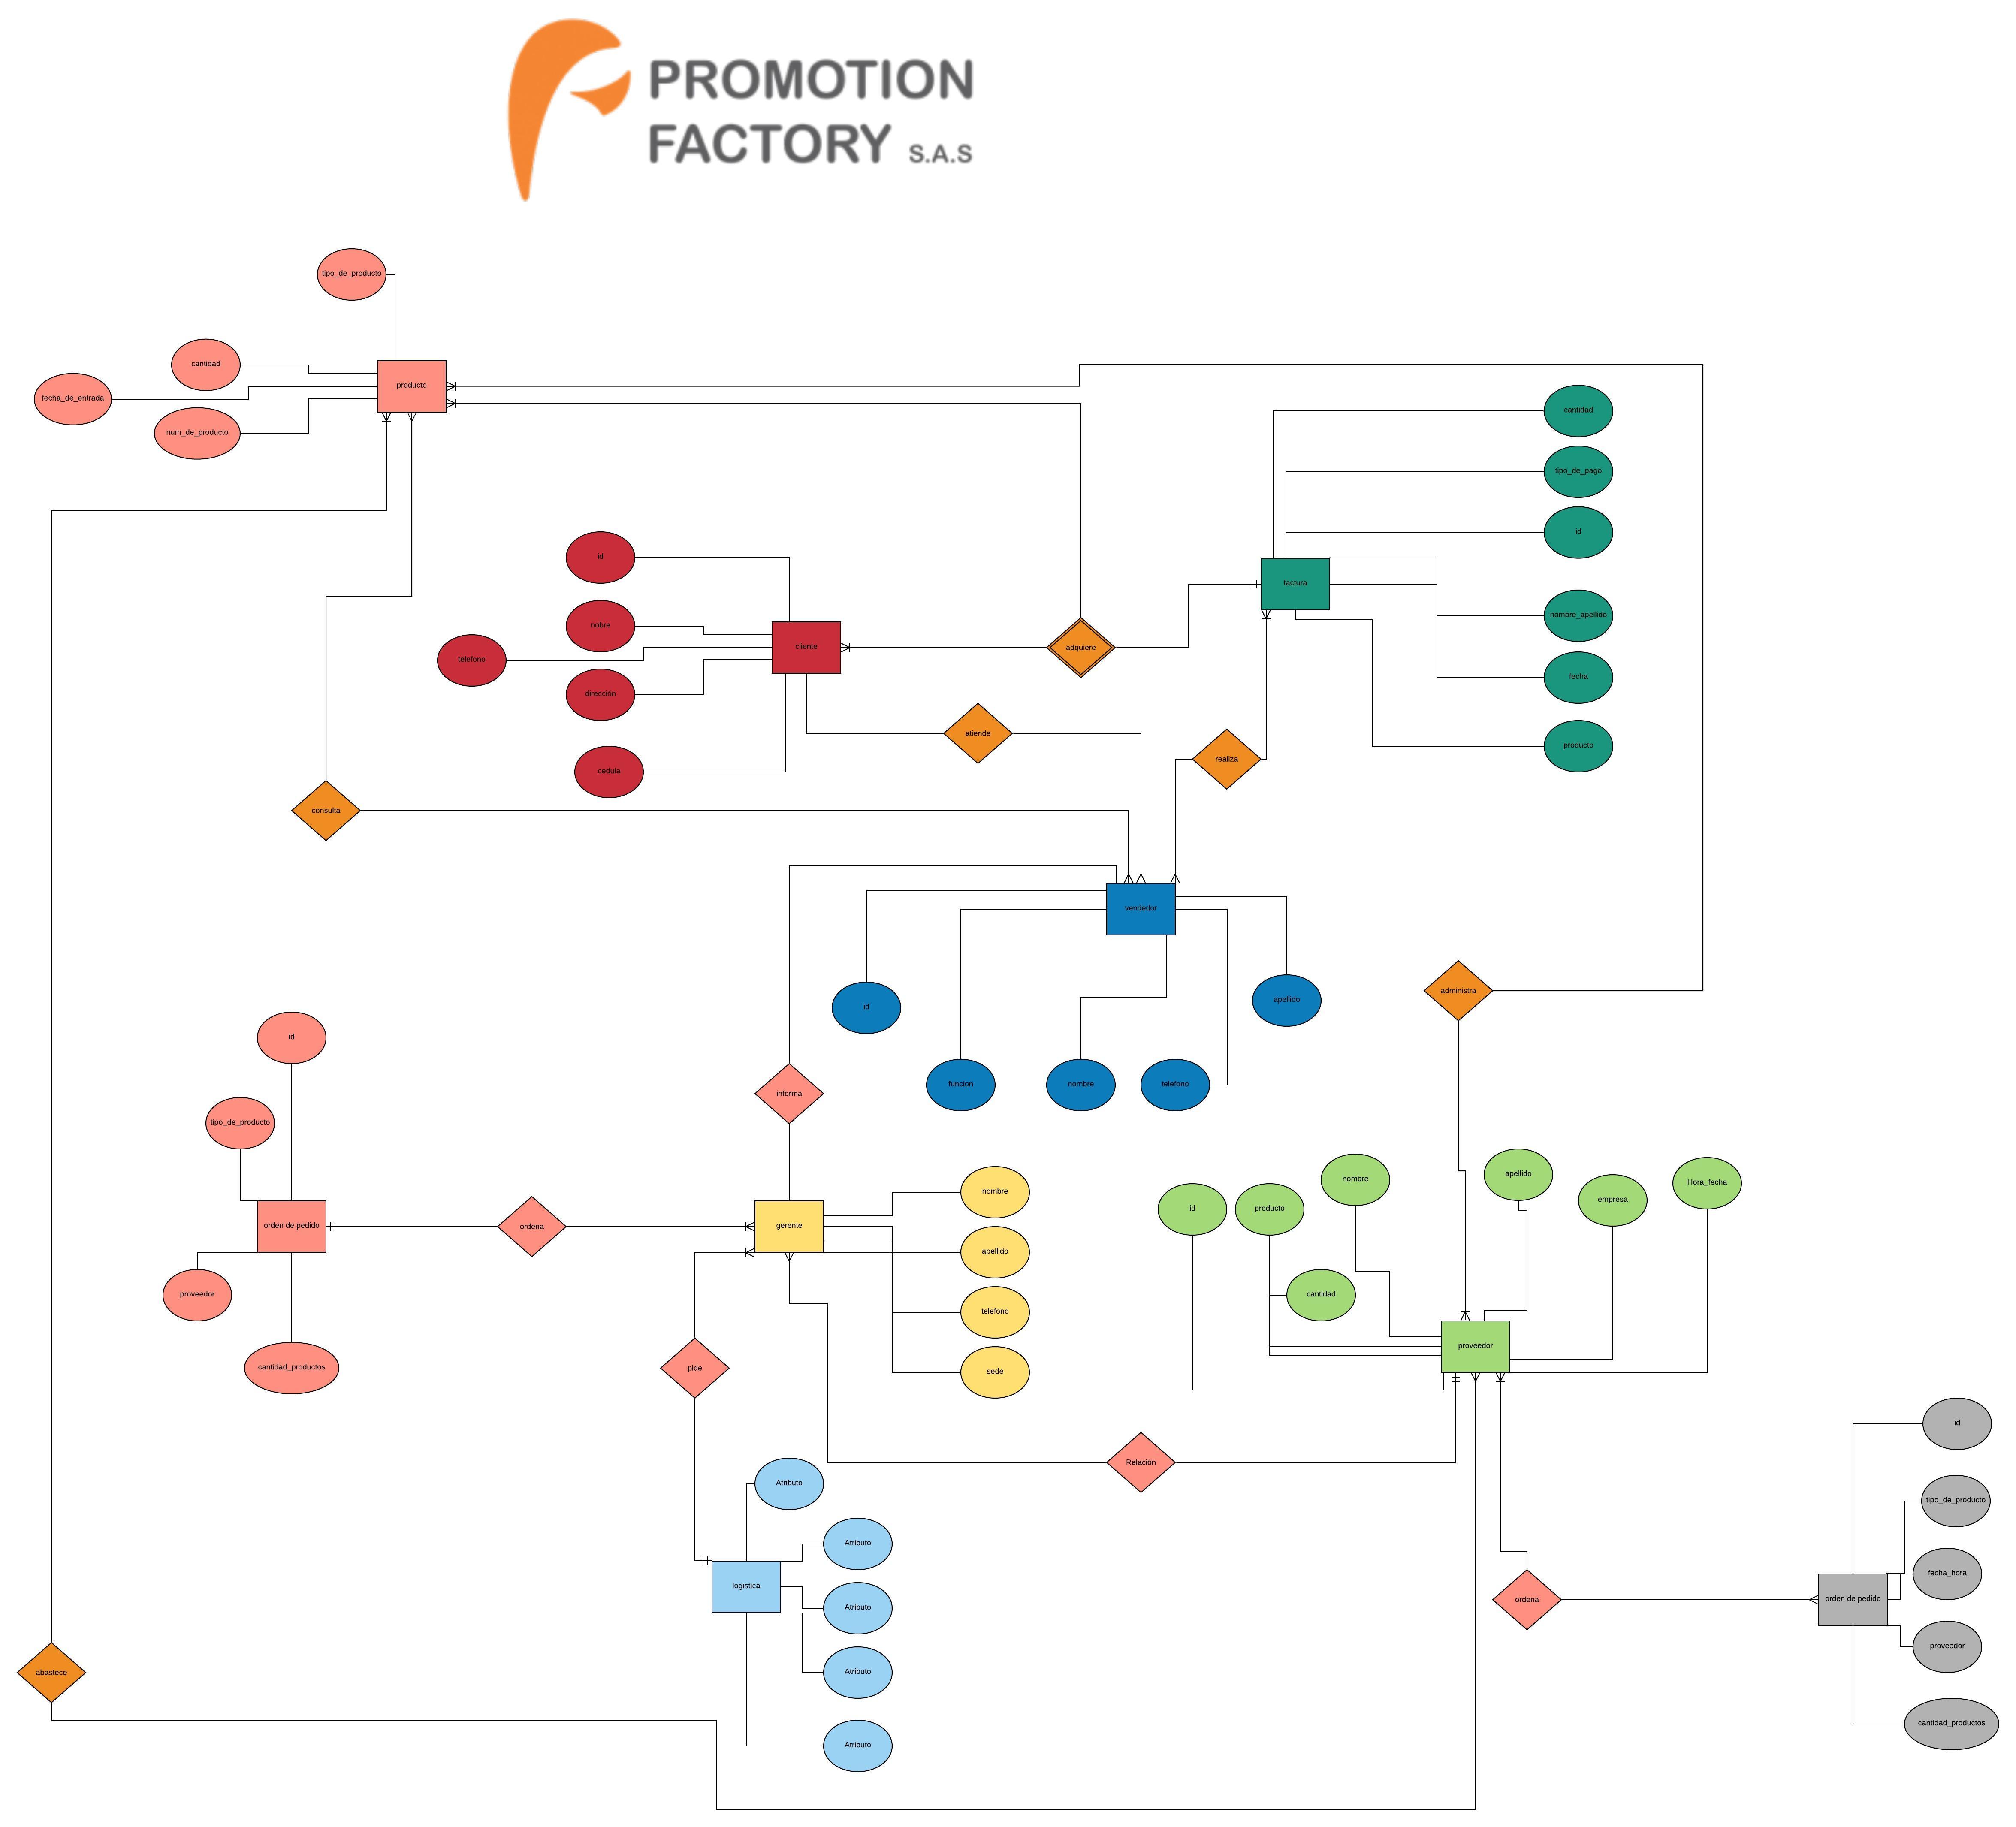 PROMOTION
FACTORY S.A.S
tipo_de_producto
cantidad
producto
fecha_de_entrada
num_de_producto
cantidad
tipo_de_pago
id
factura
nombre_apellido
fecha
producto
id
nobre
cliente
telefono
dirección
cedula
adquiere
atiende
realiza
consulta
vendedor
id
apellido
funcion
nombre
telefono
administra
informa
id
tipo_de_producto
orden de pedido
proveedor
cantidad_productos
ordena
gerente
nombre
apellido
telefono
sede
pide
id
producto
nombre
apellido
empresa
Hora_fecha
cantidad
proveedor
Relación
Atributo
Atributo
logistica
Atributo
Atributo
Atributo
abastece
ordena
orden de pedido
id
tipo_de_producto
fecha_hora
proveedor
cantidad_productos